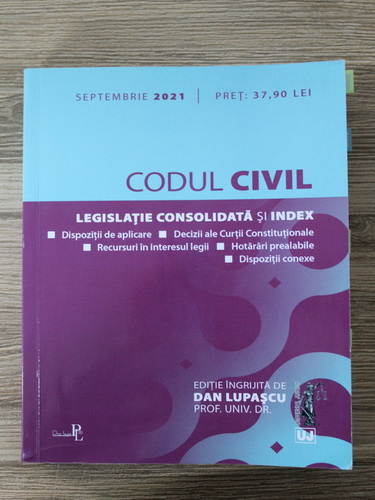 SEPTEMBRIE 2021 | PREȚ: 37,90 LEI
CODUL CIVIL
LEGISLAȚIE CONSOLIDATĂ ȘI INDEX
■ Dispoziții de aplicare ■ Decizii ale Curții Constituționale
■ Recursuri în interesul legii ■ Hotărâri prealabile
■ Dispoziții conexe
EDIȚIE ÎNGRIJITĂ DE
DAN LUPAȘCU
PROF. UNIV. DR.
UJ